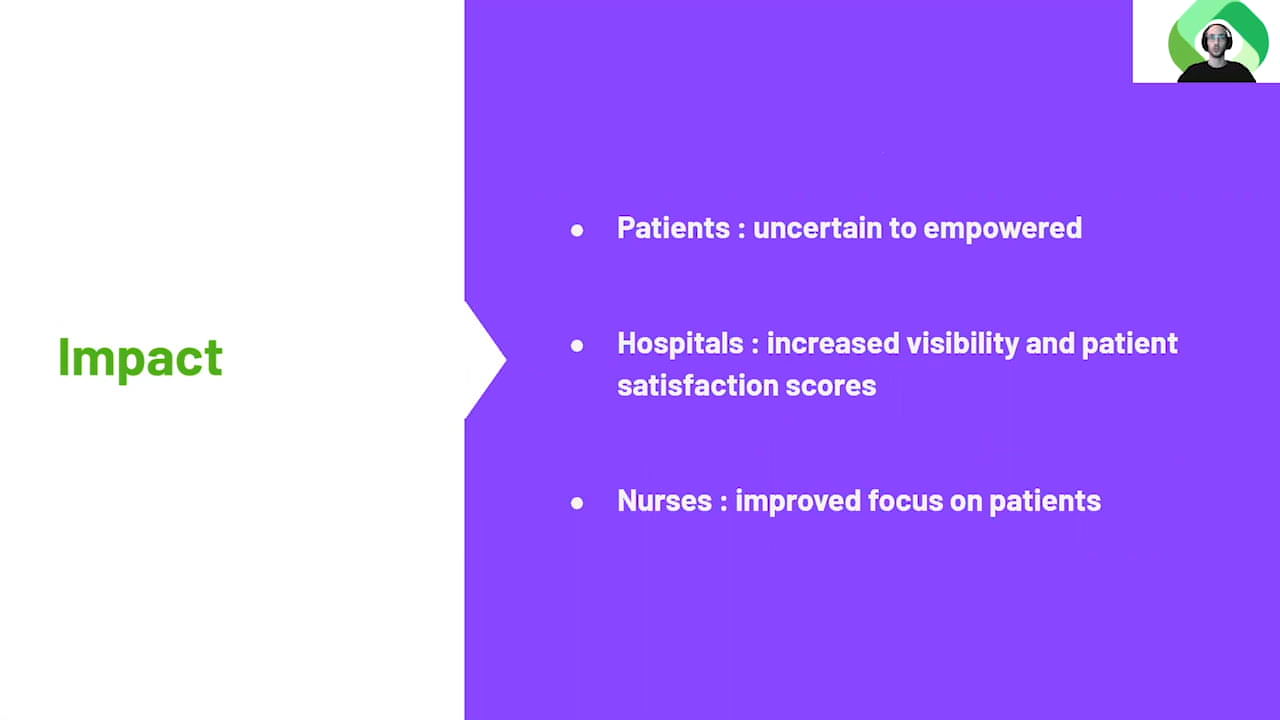 Impact
• Patients : uncertain to empowered
• Hospitals : increased visibility and patient
satisfaction scores
• Nurses : improved focus on patients